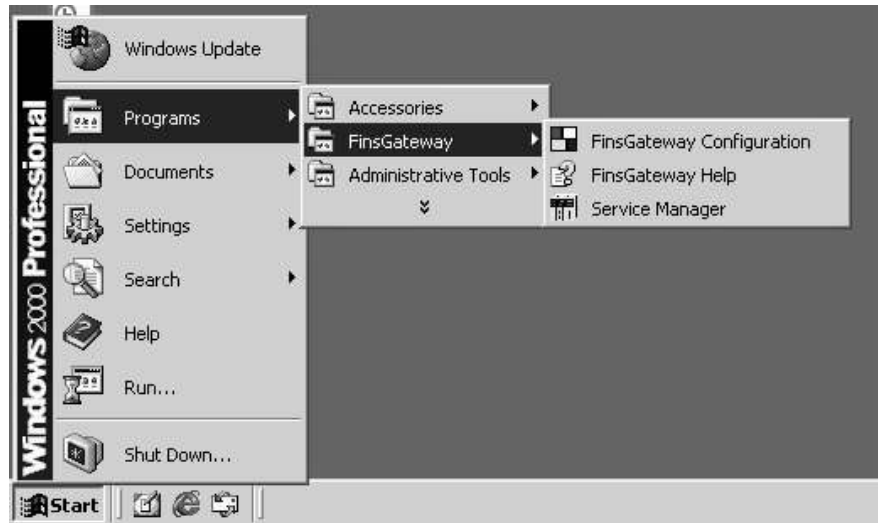 Windows 2000 Professional
Windows Update
Programs
Documents
Settings
Search
Help
Run...
Shut Down...
Accessories
FinsGateway
Administrative Tools
FinsGateway Configuration
FinsGateway Help
Service Manager
Start